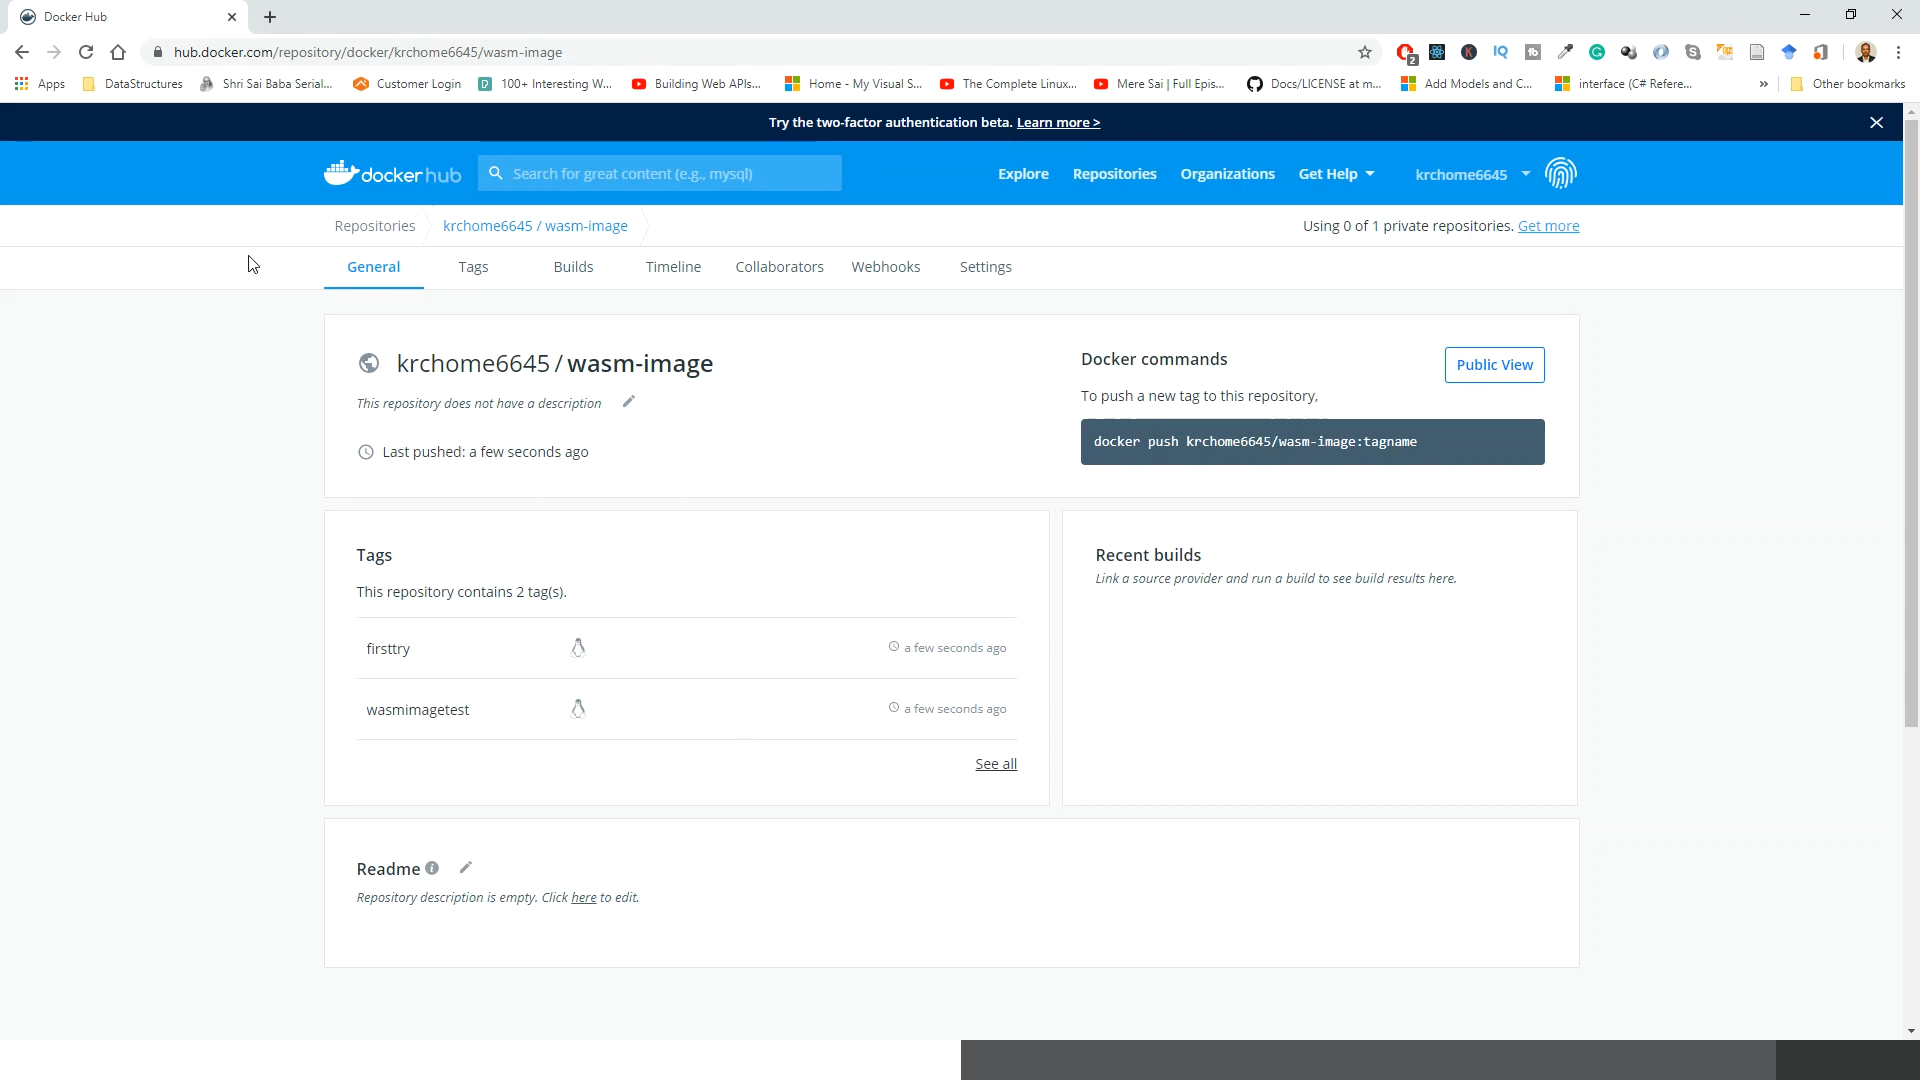 Docker Hub
hub.docker.com/repository/docker/krchome6645/wasm-image
2
Apps
DataStructures
Shri Sai Baba Serial...
Customer Login
100+ Interesting W...
Building Web APIs...
Home - My Visual S...
The Complete Linux...
Mere Sai | Full Epis...
Docs/LICENSE at m...
Add Models and C...
interface (C# Refere...
»
Other bookmarks
Try the two-factor authentication beta. Learn more >
docker hub
Search for great content (e.g., mysql)
Explore
Repositories
Organizations
Get Help
krchome6645
Repositories
krchome6645 / wasm-image
Using 0 of 1 private repositories. Get more
General
Tags
Builds
Timeline
Collaborators
Webhooks
Settings
krchome6645 / wasm-image
This repository does not have a description
Last pushed: a few seconds ago
Docker commands
Public View
To push a new tag to this repository,
docker push krchome6645/wasm-image:tagname
Tags
This repository contains 2 tag(s).
firsttry
a few seconds ago
wasmimagetest
a few seconds ago
See all
Recent builds
Link a source provider and run a build to see build results here.
Readme
Repository description is empty. Click here to edit.